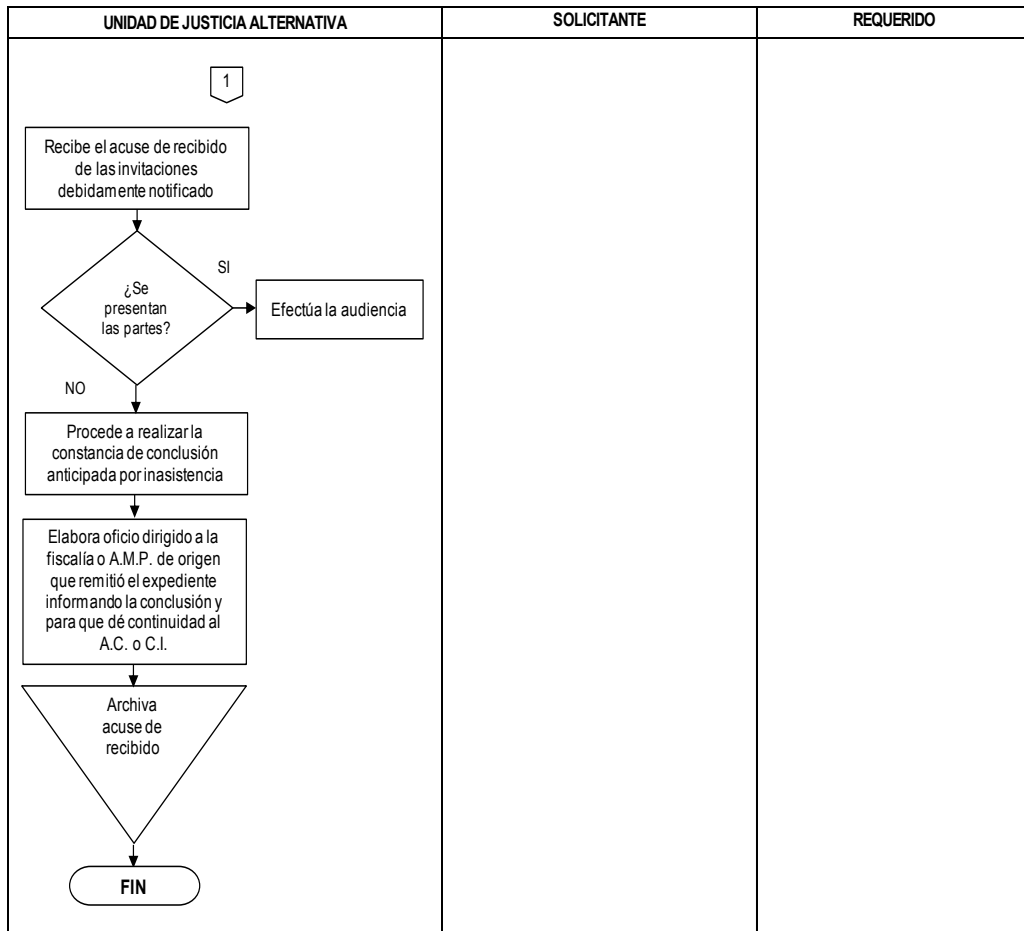 UNIDAD DE JUSTICIA ALTERNATIVA
SOLICITANTE
REQUERIDO
1
Recibe el acuse de recibido
de las invitaciones
debidamente notificado
¿Se
presentan
las partes?
SI
Efectúa la audiencia
NO
Procede a realizar la
constancia de conclusión
anticipada por inasistencia
Elabora oficio dirigido a la
fiscalía o A.M.P. de origen
que remitió el expediente
informando la conclusión y
para que dé continuidad al
A.C. o C.I.
Archiva
acuse de
recibido
FIN